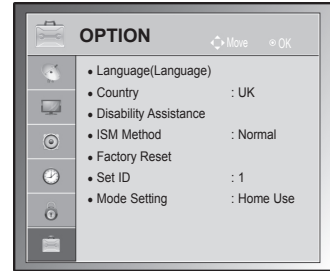 OPTION
Move OK
Language(Language)
Country : UK
Disability Assistance
ISM Method : Normal
Factory Reset
Set ID : 1
Mode Setting : Home Use